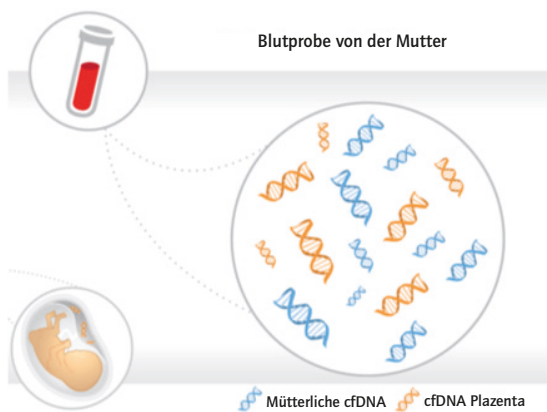 Blutprobe von der Mutter
Mütterliche cfDNA
cfDNA Plazenta